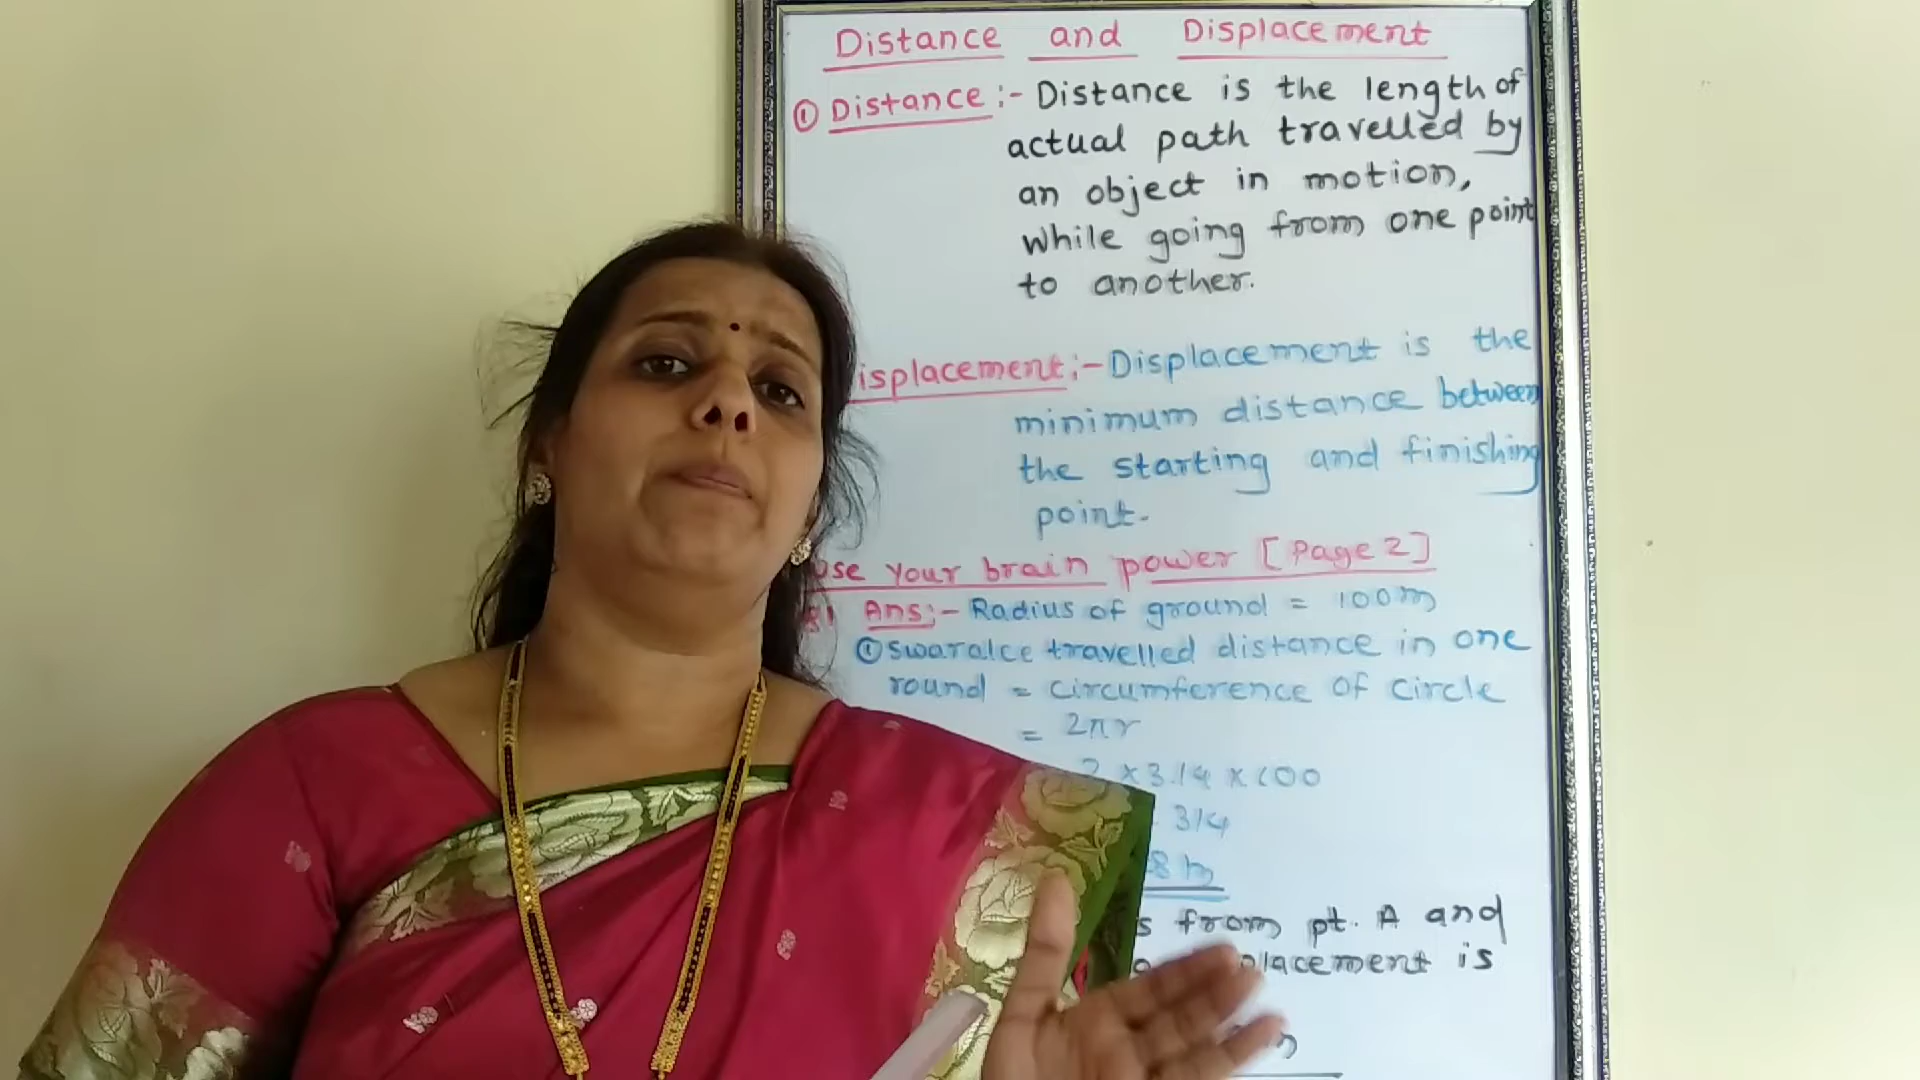 Distance and Displacement
① Distance :- Distance is the length of
actual path travelled by
an object in motion,
while going from one point
to another.
isplacement :- Displacement is the
minimum distance between
the starting and finishing
point.
use your brain power [Page 2]
Ans :- Radius of ground = 100m
① Swaralee travelled distance in one
round = circumference of circle
= 2πr
2 × 3.14 × 100
314
8 m
s from pt. A and
placement is